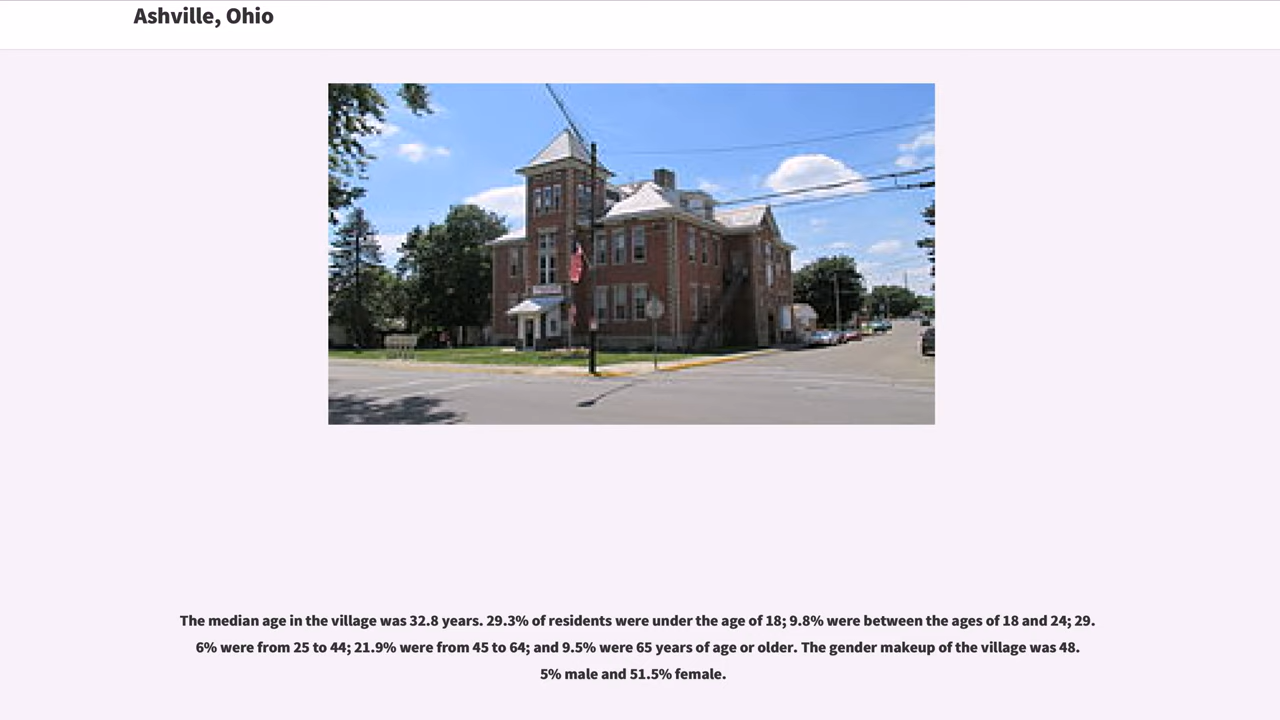 Ashville, Ohio
The median age in the village was 32.8 years. 29.3% of residents were under the age of 18; 9.8% were between the ages of 18 and 24; 29.
6% were from 25 to 44; 21.9% were from 45 to 64; and 9.5% were 65 years of age or older. The gender makeup of the village was 48.
5% male and 51.5% female.